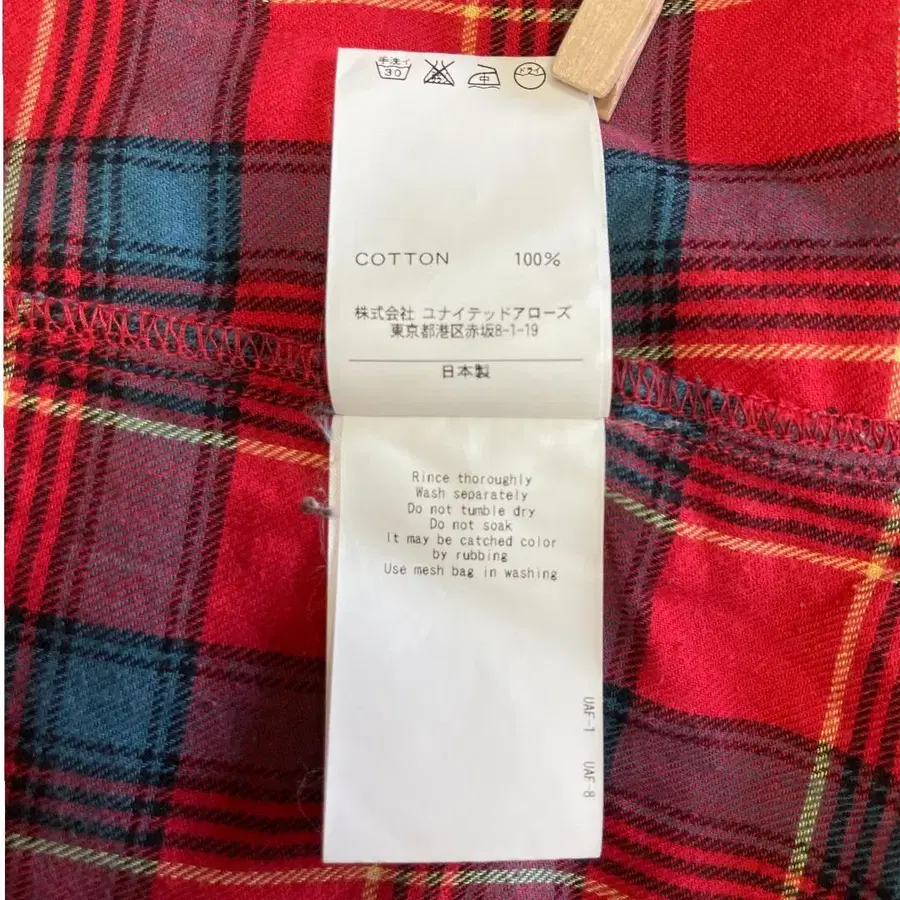 手洗イ
30
中
ドライ
COTTON 100%
株式会社 ユナイテッドアローズ
東京都港区赤坂8-1-19
日本製
Rince thoroughly
Wash separately
Do not tumble dry
Do not soak
It may be catched color
by rubbing
Use mesh bag in washing
UAF-1 UAF-8